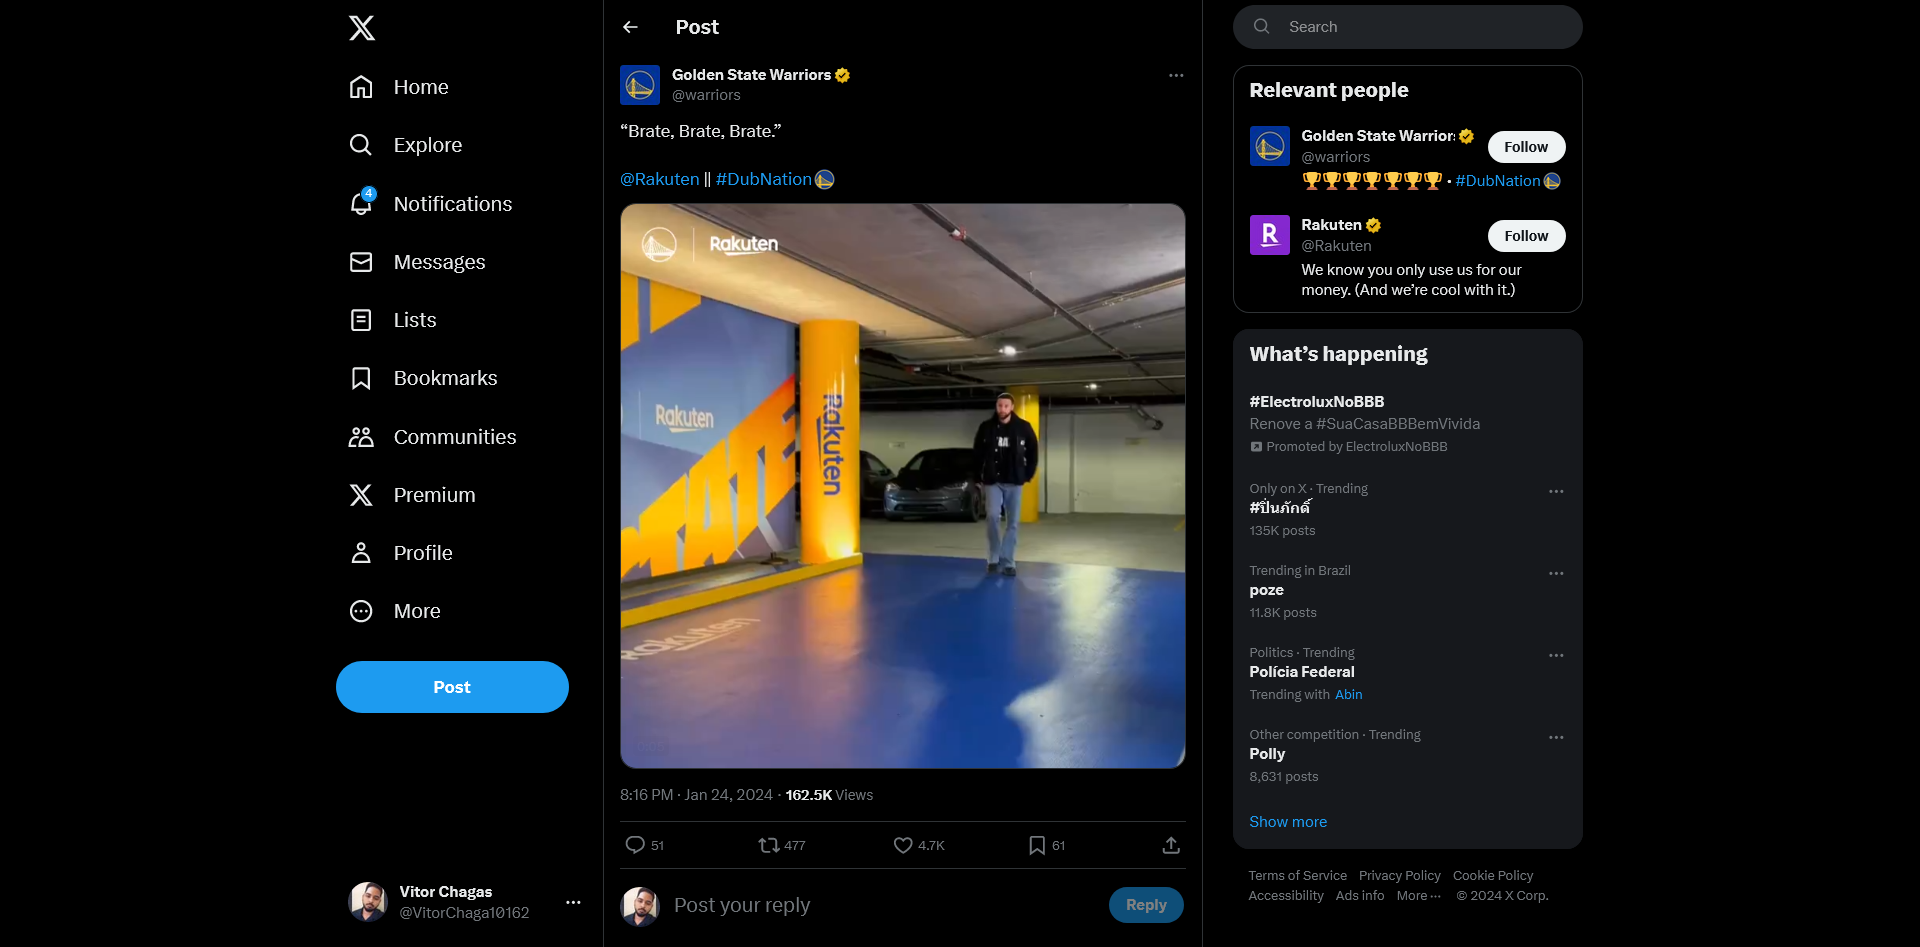 Home
Explore
4
Notifications
Messages
Lists
Bookmarks
Communities
Premium
Profile
More
Post
Vitor Chagas
@VitorChaga10162
Post
Golden State Warriors
@warriors
“Brate, Brate, Brate.”
@Rakuten || #DubNation
Rakuten
Rakuten
Rakuten
Rakuten
8:16 PM · Jan 24, 2024 · 162.5K Views
51
477
4.7K
61
Post your reply
Reply
Search
Relevant people
Golden State Warriors
@warriors
Follow
🏆🏆🏆🏆🏆🏆🏆 • #DubNation
R
Rakuten
@Rakuten
Follow
We know you only use us for our
money. (And we’re cool with it.)
What’s happening
#ElectroluxNoBBB
Renove a #SuaCasaBBBemVivida
Promoted by ElectroluxNoBBB
Only on X · Trending
#ปิ่นภักดิ์
135K posts
Trending in Brazil
poze
11.8K posts
Politics · Trending
Polícia Federal
Trending with Abin
Other competition · Trending
Polly
8,631 posts
Show more
Terms of Service Privacy Policy Cookie Policy
Accessibility Ads info More ··· © 2024 X Corp.